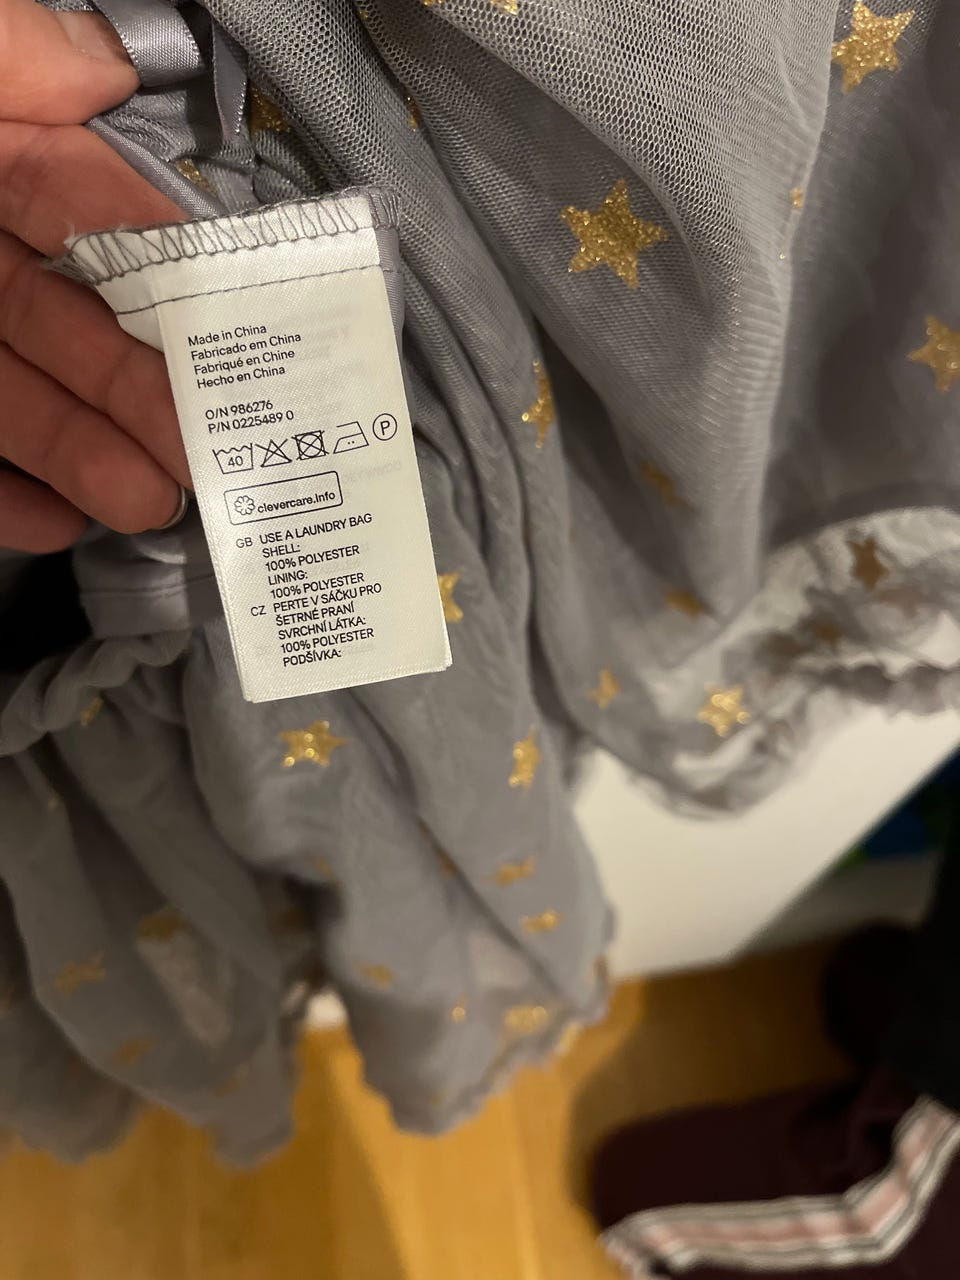 Made in China
Fabricado em China
Fabriqué en Chine
Hecho en China
O/N 986276
P/N 0225489 0
40
P
clevercare.info
GB USE A LAUNDRY BAG
SHELL:
100% POLYESTER
LINING:
100% POLYESTER
CZ PERTE V SÁČKU PRO
ŠETRNÉ PRANÍ
SVRCHNÍ LÁTKA:
100% POLYESTER
PODŠÍVKA: